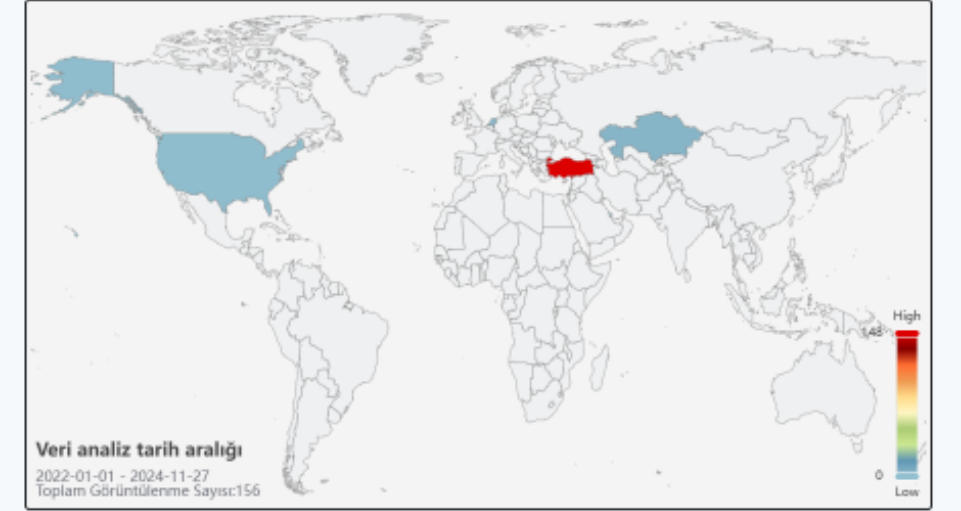 High
148
0
Low
Veri analiz tarih aralığı
2022-01-01 - 2024-11-27
Toplam Görüntülenme Sayısı:156